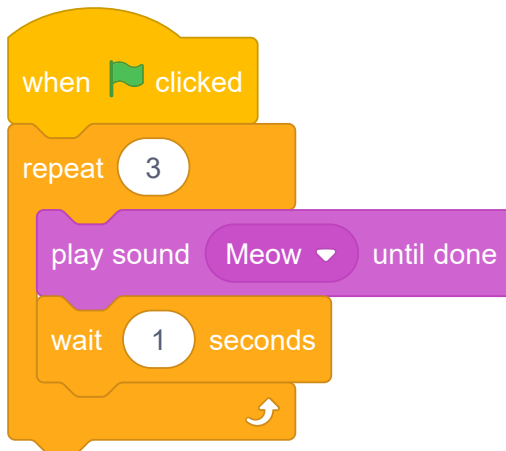 when clicked
repeat 3
play sound Meow until done
wait 1 seconds